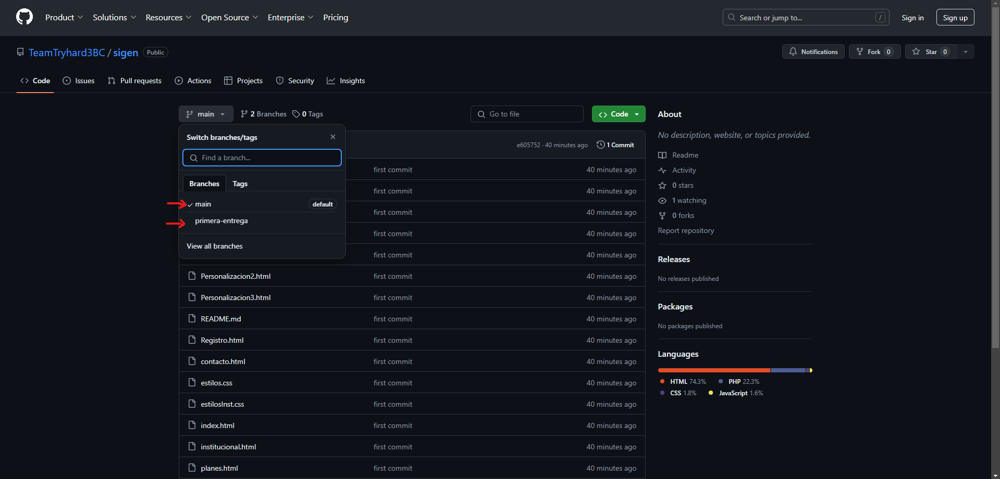 Product Solutions Resources Open Source Enterprise Pricing Search or jump to... / Sign in Sign up
TeamTryhard3BC / sigen Public Notifications Fork 0 Star 0
Code Issues Pull requests Actions Projects Security Insights
main 2 Branches 0 Tags Go to file Code
Switch branches/tags
Find a branch...
Branches Tags
main default
primera-entrega
View all branches
e605752 · 40 minutes ago 1 Commit
first commit 40 minutes ago
first commit 40 minutes ago
first commit 40 minutes ago
first commit 40 minutes ago
first commit 40 minutes ago
Personalizacion2.html first commit 40 minutes ago
Personalizacion3.html first commit 40 minutes ago
README.md first commit 40 minutes ago
Registro.html first commit 40 minutes ago
contacto.html first commit 40 minutes ago
estilos.css first commit 40 minutes ago
estilosInst.css first commit 40 minutes ago
index.html first commit 40 minutes ago
institucional.html first commit 40 minutes ago
planes.html first commit 40 minutes ago
About
No description, website, or topics provided.
Readme
Activity
0 stars
1 watching
0 forks
Report repository
Releases
No releases published
Packages
No packages published
Languages
HTML 74.3% PHP 22.3%
CSS 1.8% JavaScript 1.6%